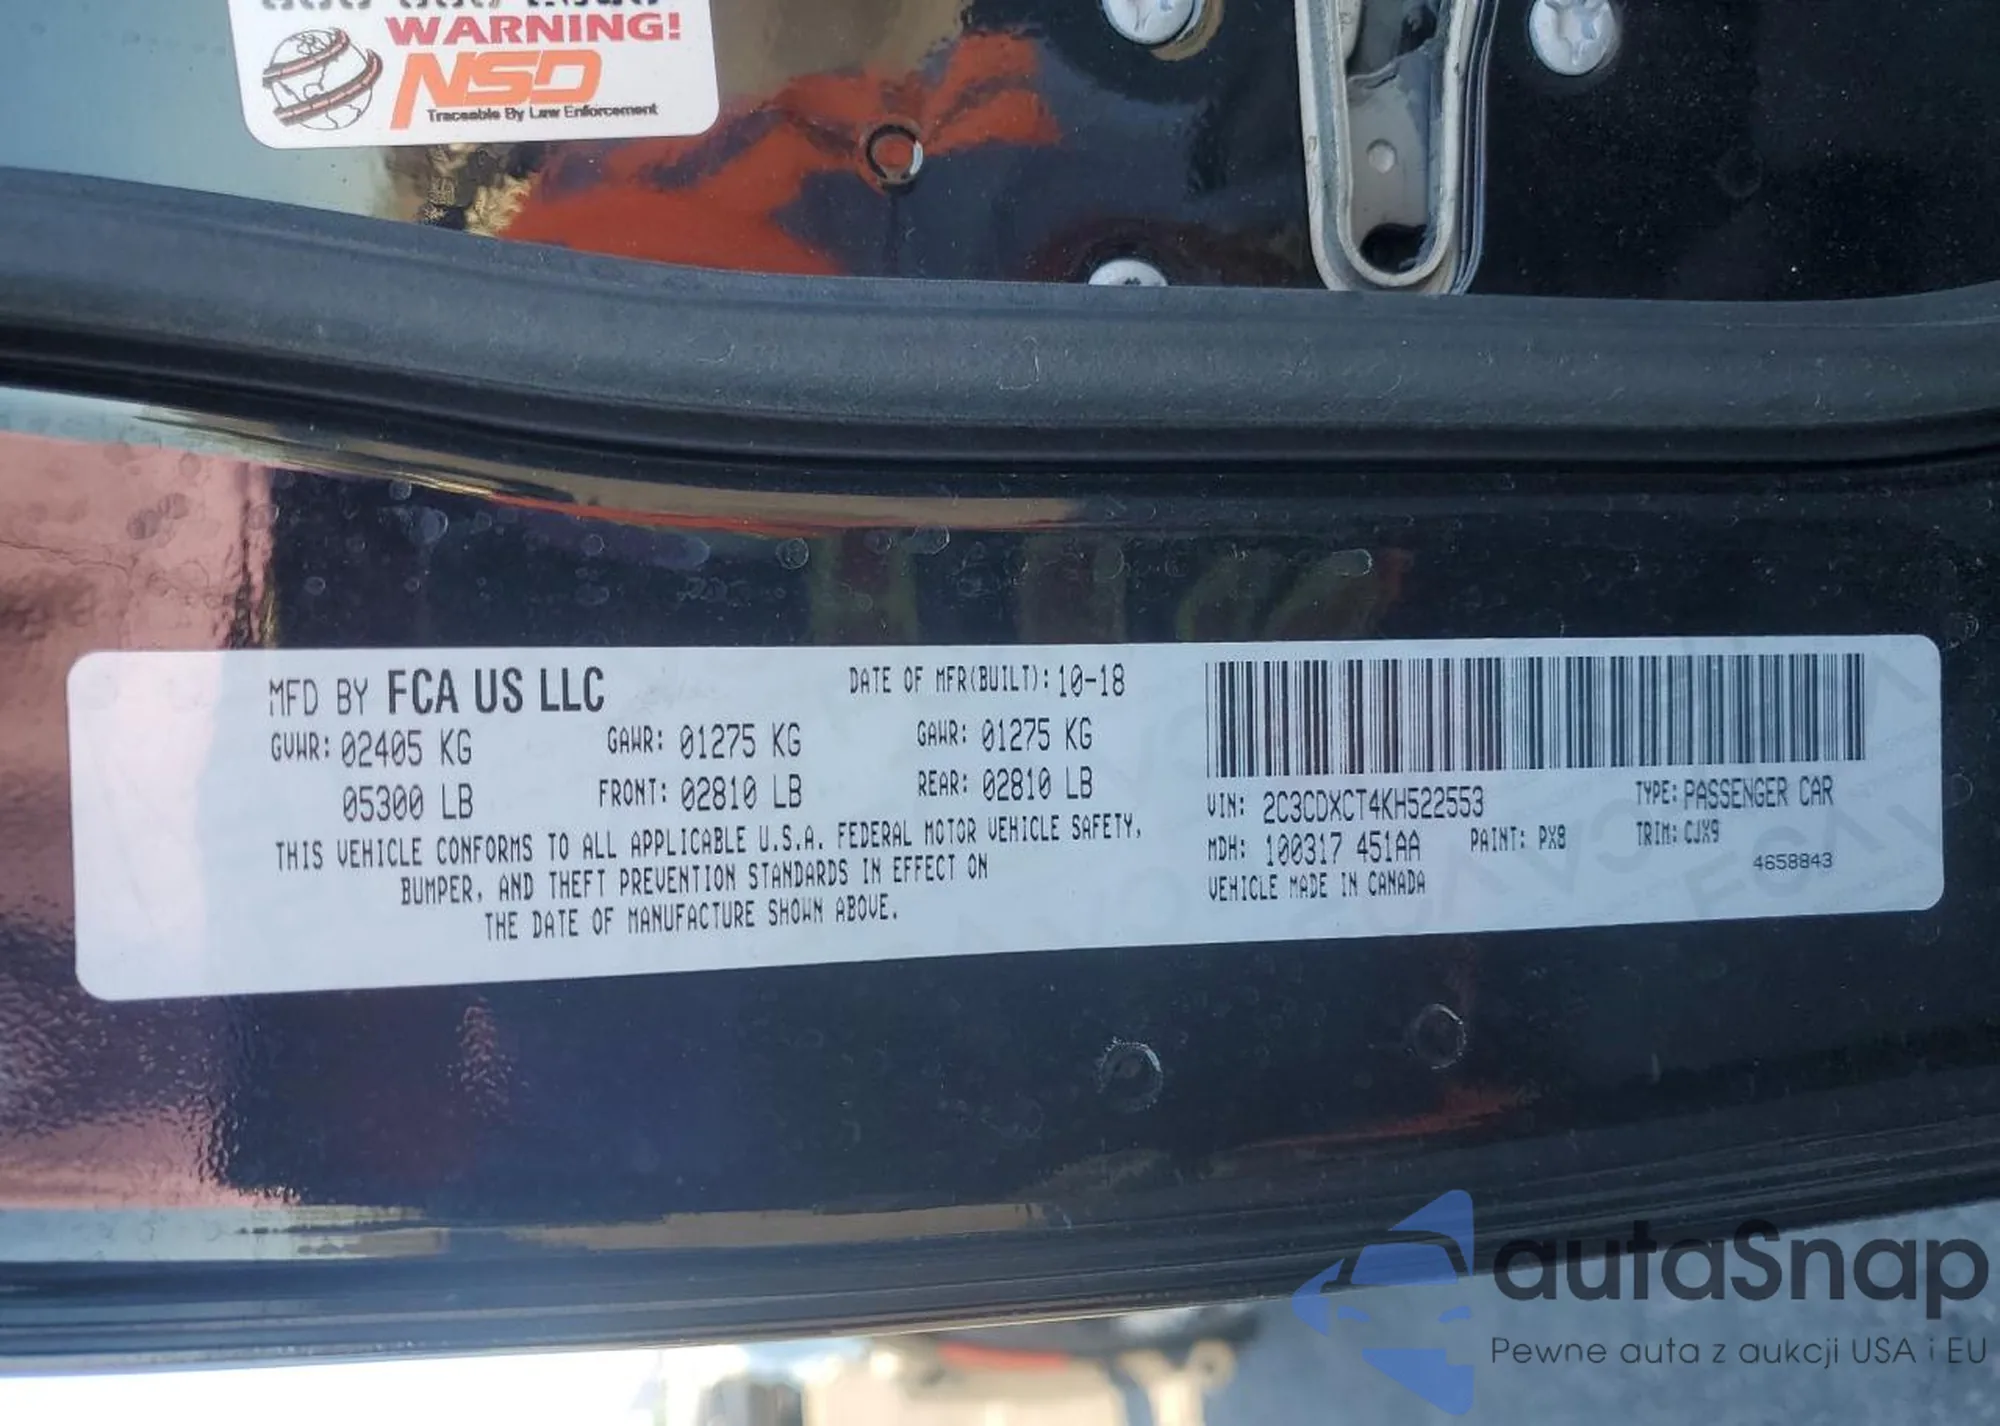 WARNING!
NSD
Traceable By Law Enforcement
MFD BY FCA US LLC DATE OF MFR(BUILT): 10-18
GVWR: 02405 KG GAWR: 01275 KG GAWR: 01275 KG
05300 LB FRONT: 02810 LB REAR: 02810 LB
THIS VEHICLE CONFORMS TO ALL APPLICABLE U.S.A. FEDERAL MOTOR VEHICLE SAFETY,
BUMPER, AND THEFT PREVENTION STANDARDS IN EFFECT ON
THE DATE OF MANUFACTURE SHOWN ABOVE.
VIN: 2C3CDXCT4KH522553 TYPE: PASSENGER CAR
MDH: 100317 451AA PAINT: PX8 TRIM: CJX9
VEHICLE MADE IN CANADA 4658843
autaSnap
Pewne auta z aukcji USA i EU